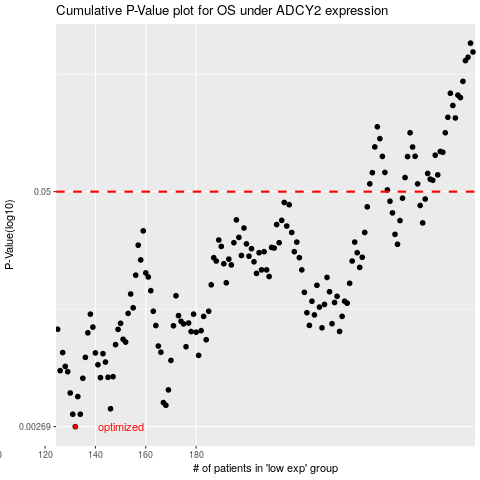 Cumulative P-Value plot for OS under ADCY2 expression
P-Value(log10)
0.05
0.00269
optimized
0 120 140 160 180
# of patients in 'low exp' group